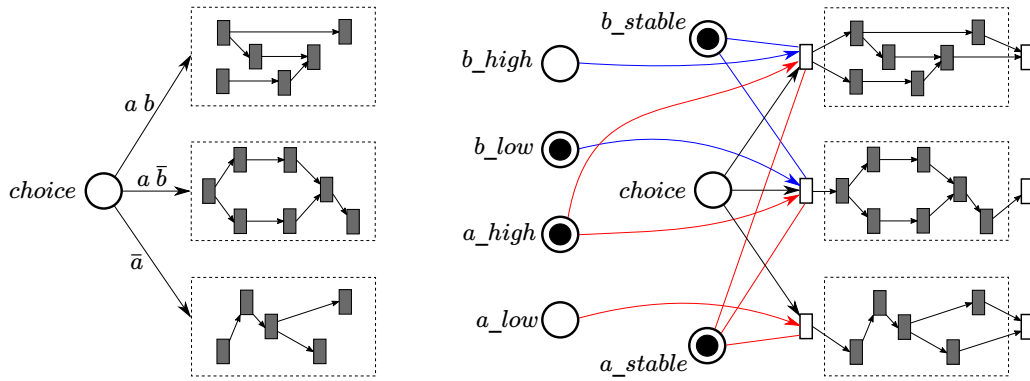 a b
choice
a b̄
ā
b_stable
b_high
b_low
choice
a_high
a_low
a_stable